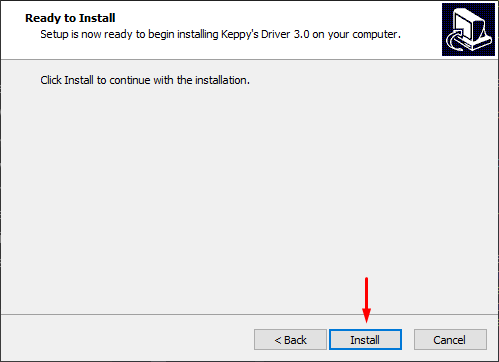 Ready to Install
Setup is now ready to begin installing Keppy's Driver 3.0 on your computer.
Click Install to continue with the installation.
< Back
Install
Cancel